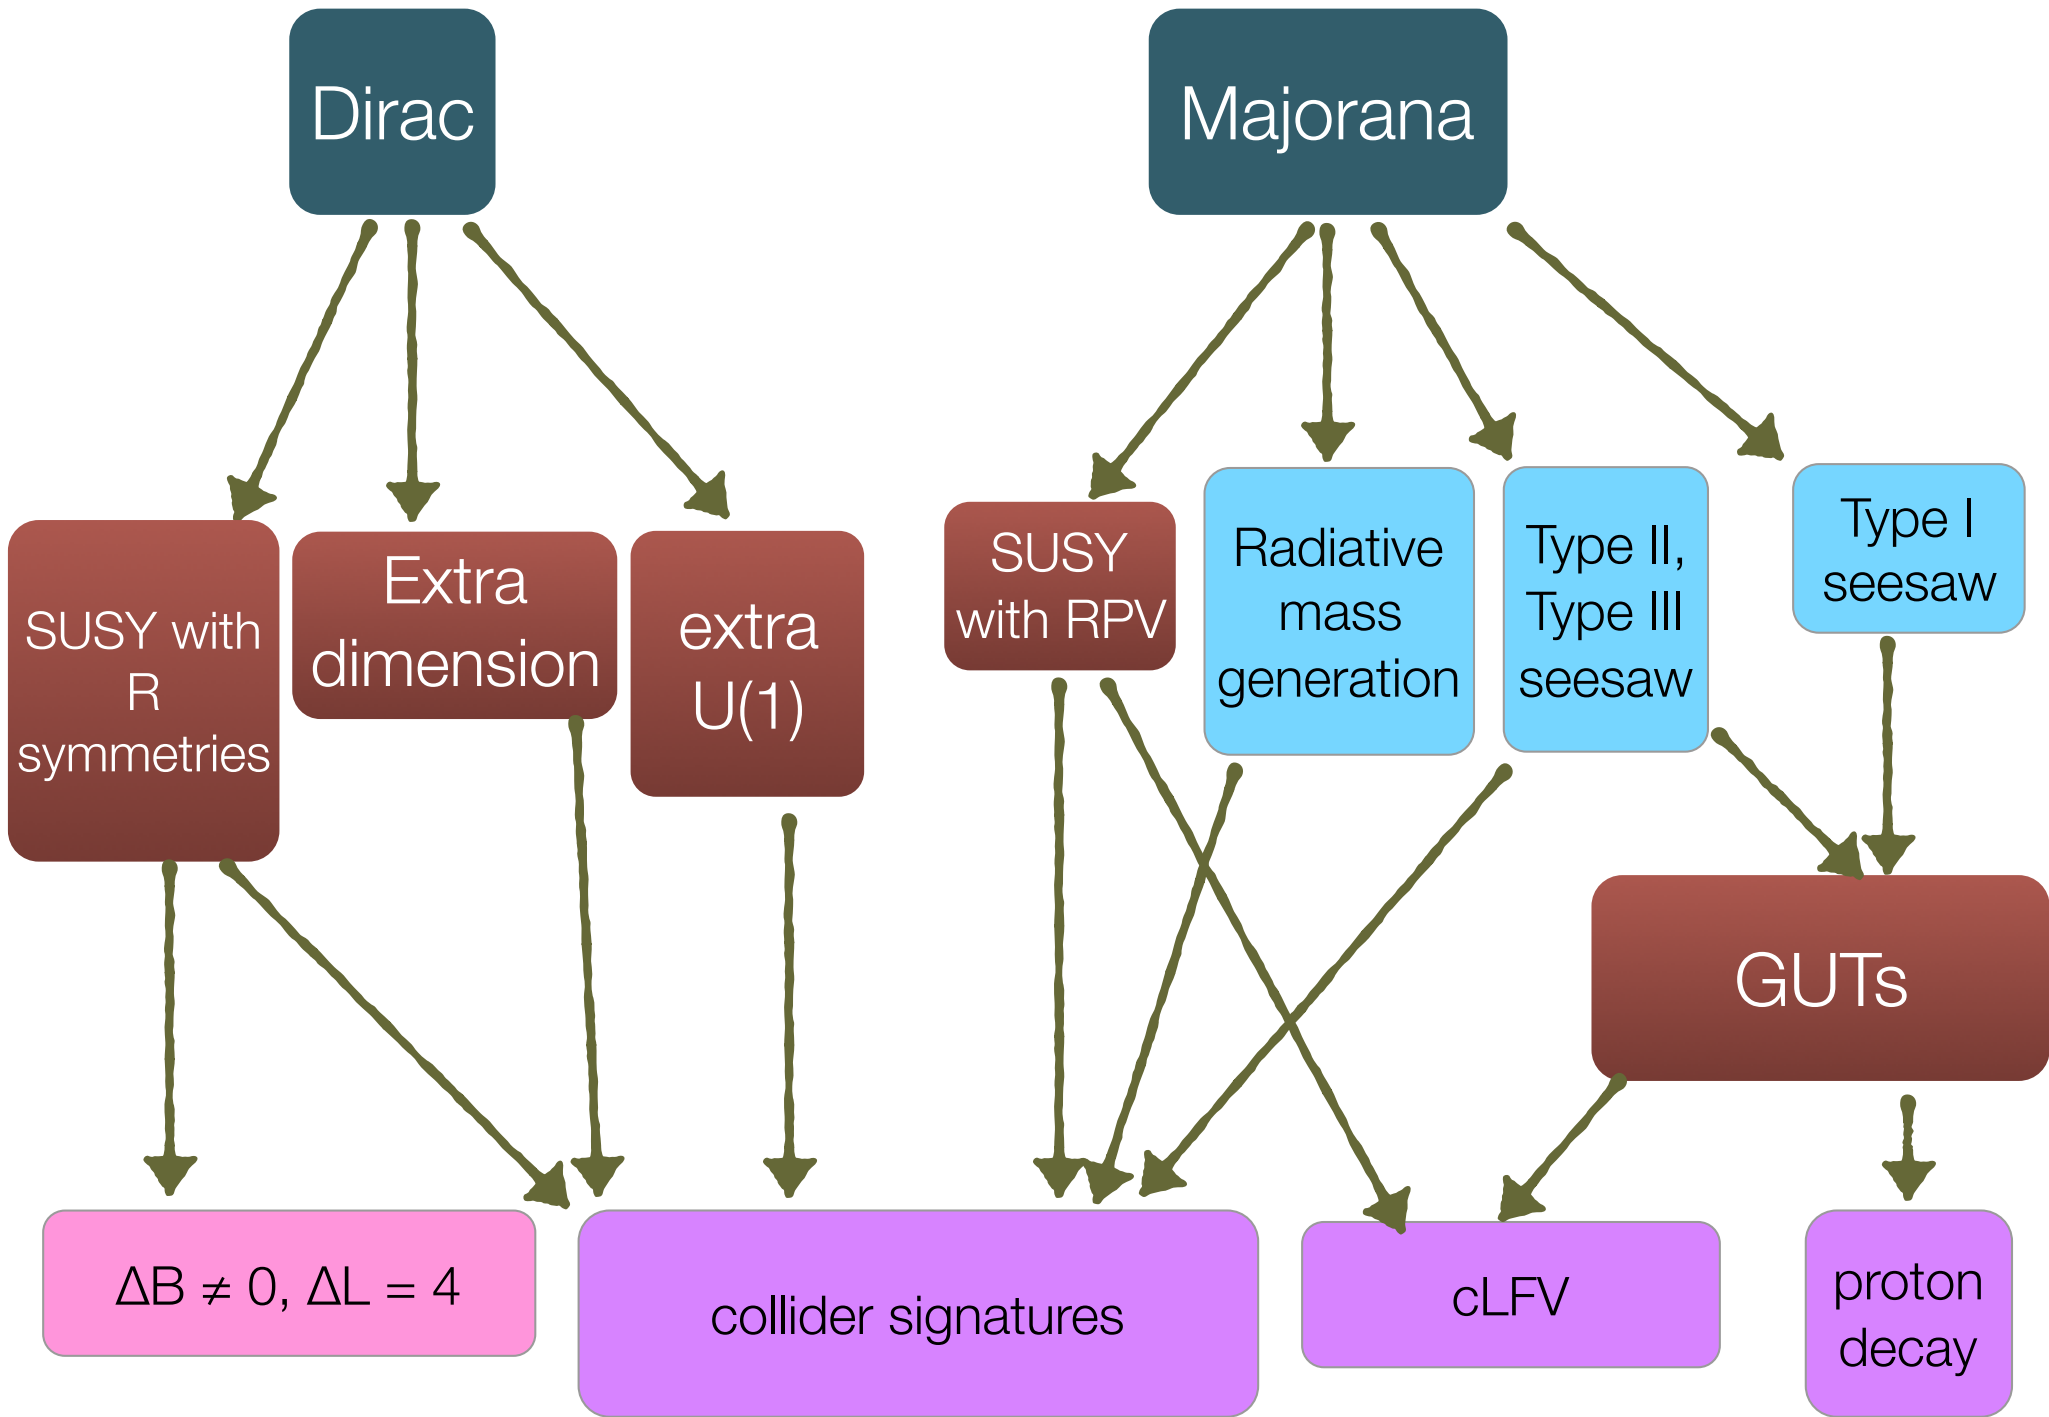 Dirac
Majorana
SUSY with
R
symmetries
Extra
dimension
extra
U(1)
SUSY
with RPV
Radiative
mass
generation
Type II,
Type III
seesaw
Type I
seesaw
GUTs
ΔB ≠ 0, ΔL = 4
collider signatures
cLFV
proton
decay